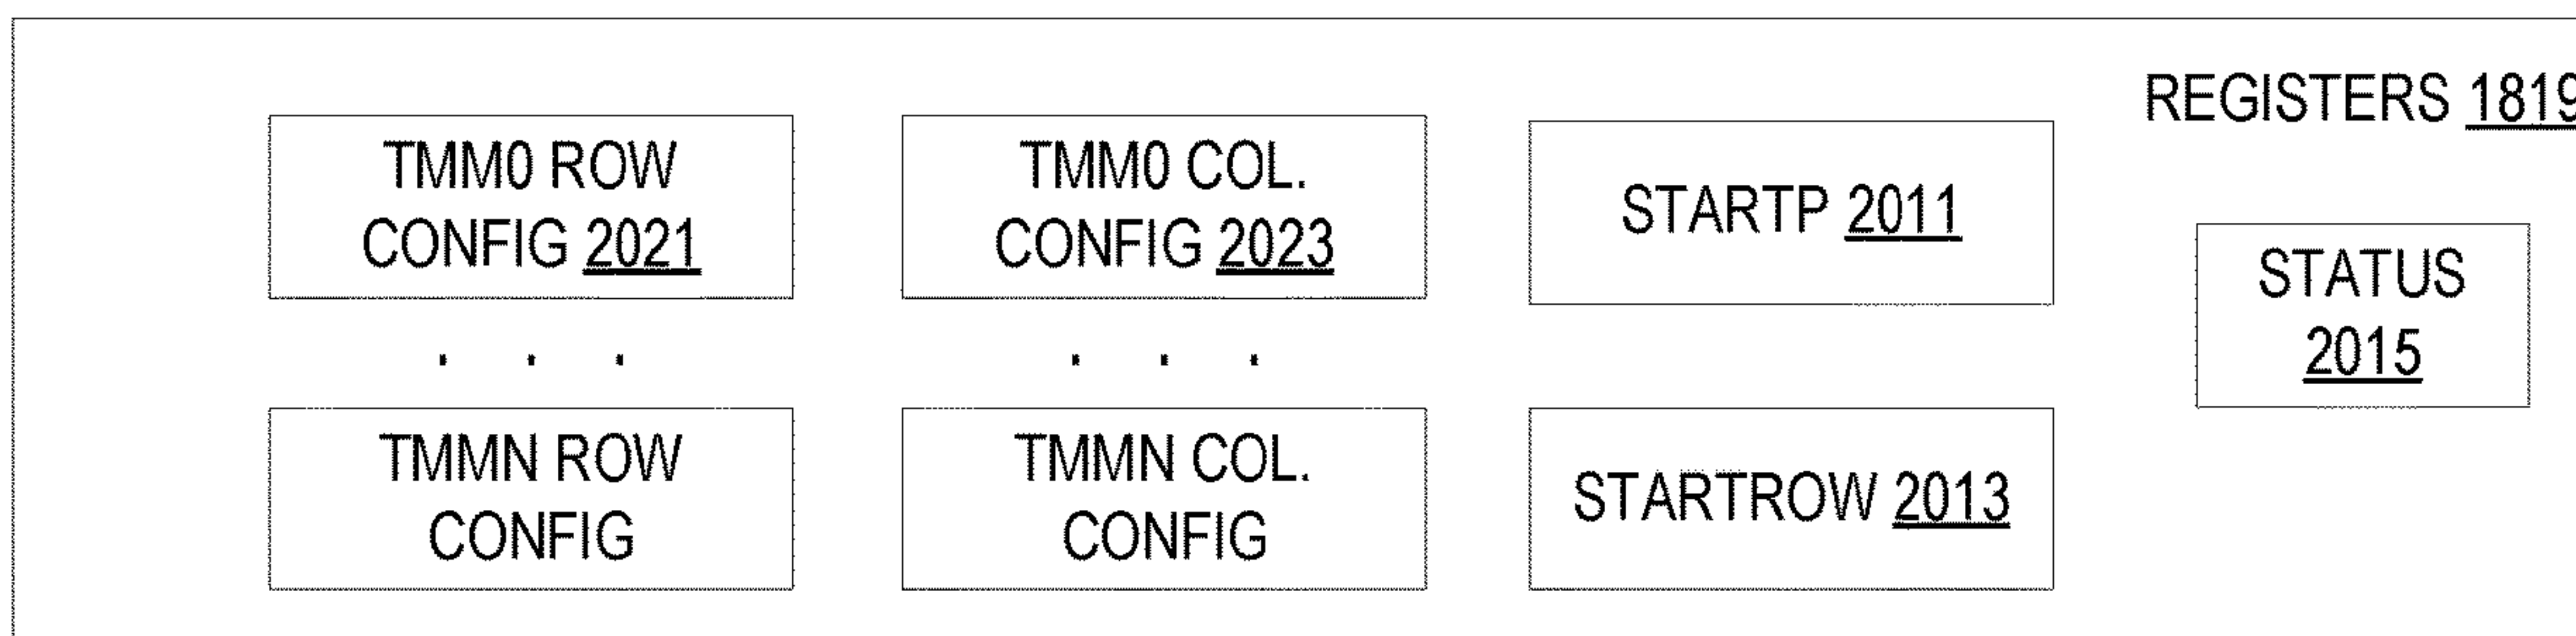 REGISTERS 1819
TMM0 ROW
CONFIG 2021
TMM0 COL.
CONFIG 2023
STARTP 2011
STATUS
2015
. . .
. . .
TMMN ROW
CONFIG
TMMN COL.
CONFIG
STARTROW 2013